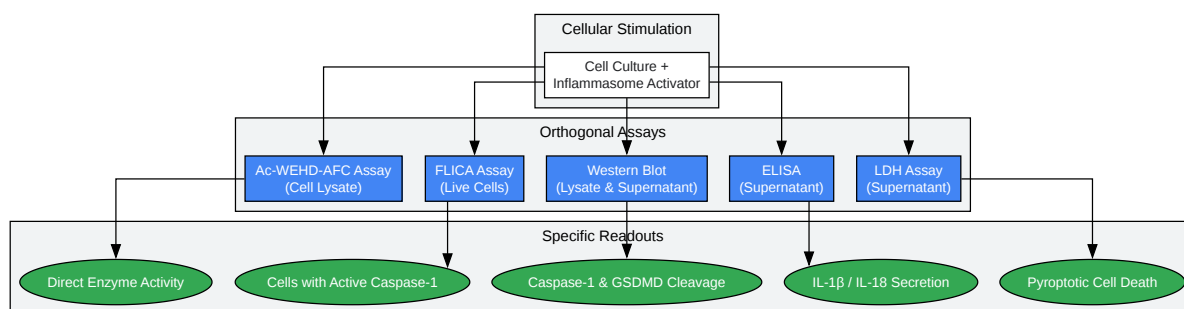 Cellular Stimulation
Cell Culture +
Inflammasome Activator
Orthogonal Assays
Ac-WEHD-AFC Assay
(Cell Lysate)
FLICA Assay
(Live Cells)
Western Blot
(Lysate & Supernatant)
ELISA
(Supernatant)
LDH Assay
(Supernatant)
Specific Readouts
Direct Enzyme Activity
Cells with Active Caspase-1
Caspase-1 & GSDMD Cleavage
IL-1β / IL-18 Secretion
Pyroptotic Cell Death